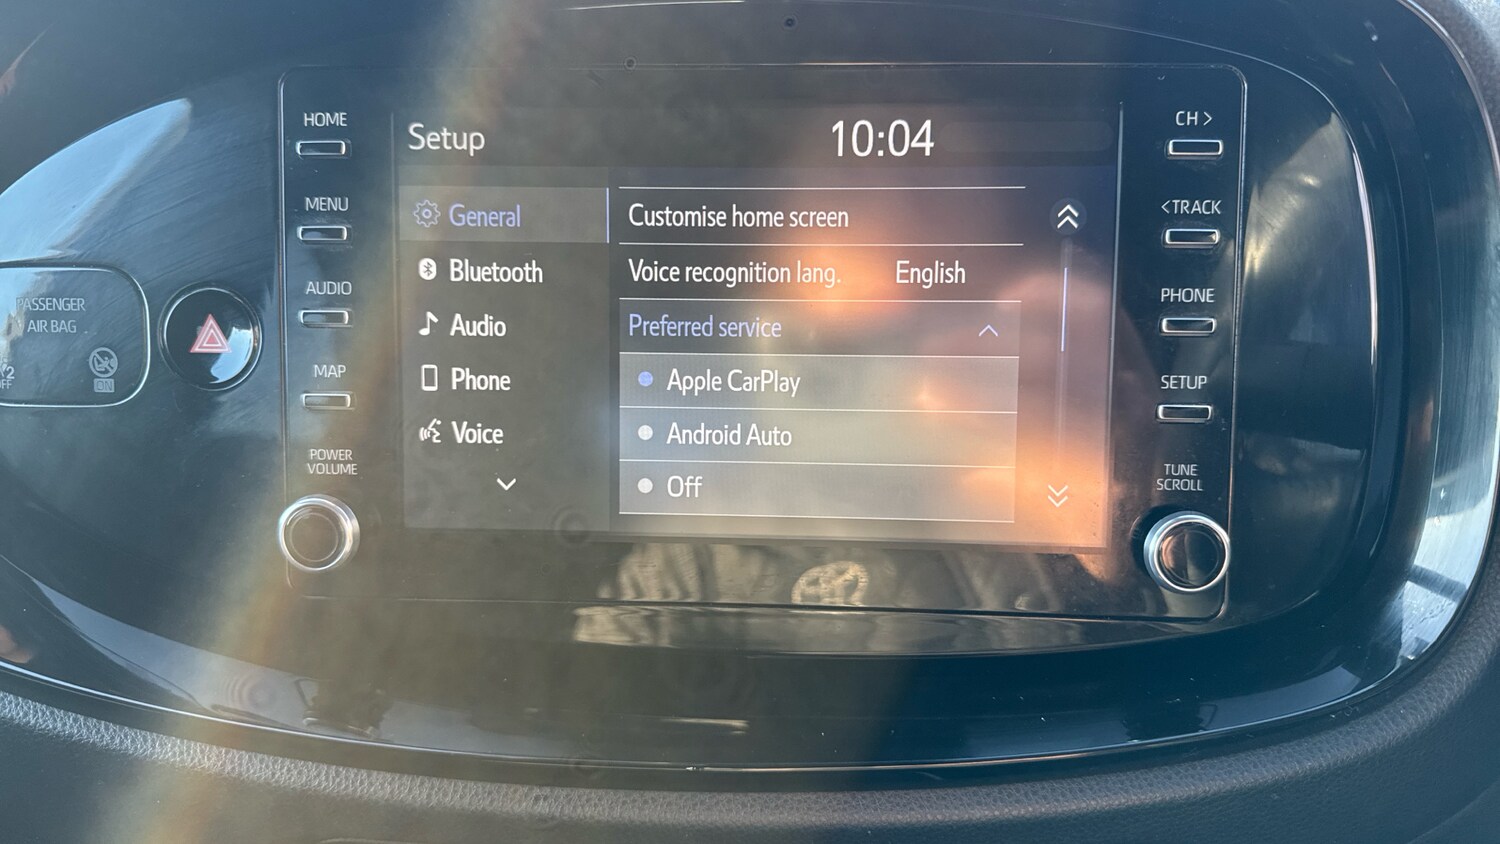 HOME
MENU
AUDIO
MAP
POWER
VOLUME
PASSENGER
AIR BAG
2
OFF
ON
Setup
10:04
General
Bluetooth
Audio
Phone
Voice
Customise home screen
Voice recognition lang. English
Preferred service
Apple CarPlay
Android Auto
Off
CH >
< TRACK
PHONE
SETUP
TUNE
SCROLL